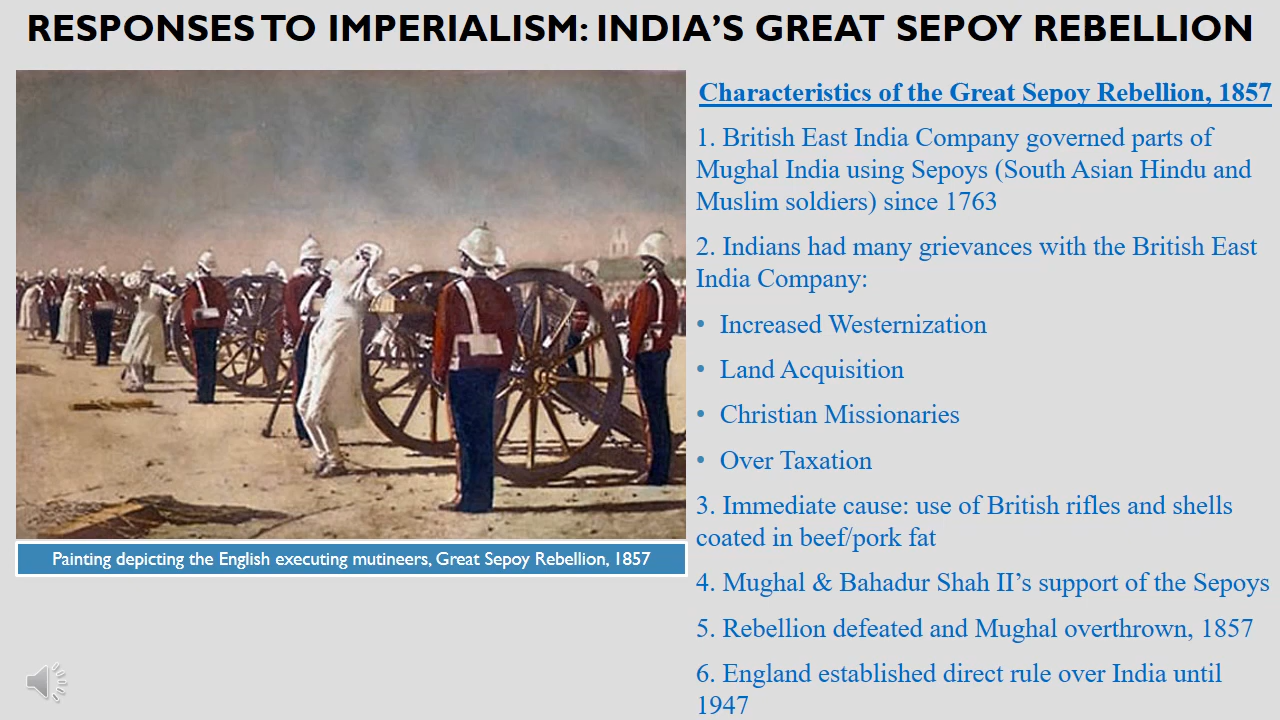 RESPONSES TO IMPERIALISM: INDIA'S GREAT SEPOY REBELLION
Painting depicting the English executing mutineers, Great Sepoy Rebellion, 1857
Characteristics of the Great Sepoy Rebellion, 1857
1. British East India Company governed parts of
Mughal India using Sepoys (South Asian Hindu and
Muslim soldiers) since 1763
2. Indians had many grievances with the British East
India Company:
• Increased Westernization
• Land Acquisition
• Christian Missionaries
• Over Taxation
3. Immediate cause: use of British rifles and shells
coated in beef/pork fat
4. Mughal & Bahadur Shah II's support of the Sepoys
5. Rebellion defeated and Mughal overthrown, 1857
6. England established direct rule over India until
1947